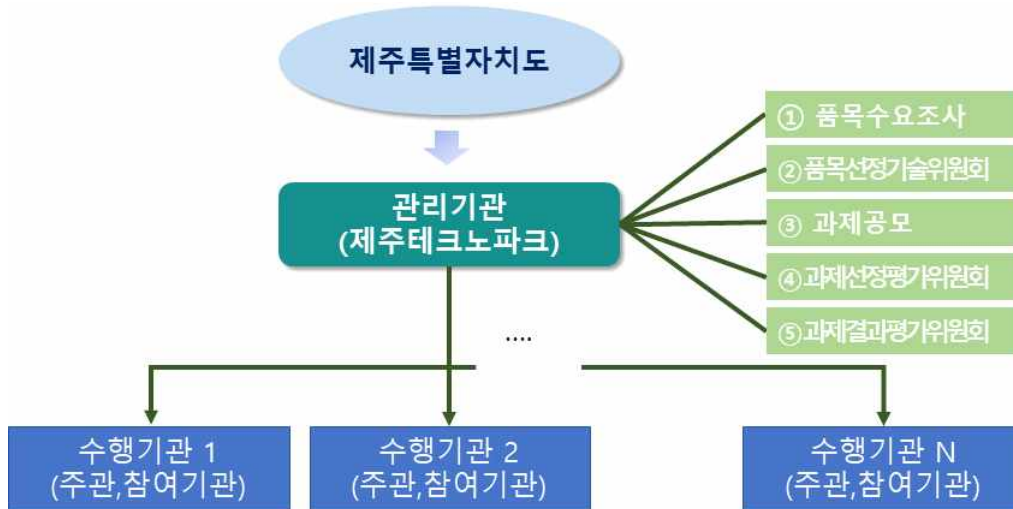 제주특별자치도
관리기관
(제주테크노파크)
① 품목수요조사
②품목선정기술위원회
③ 과제공모
④과제선정평가위원회
⑤과제결과평가위원회
....
수행기관 1
(주관,참여기관)
수행기관 2
(주관,참여기관)
수행기관 N
(주관,참여기관)